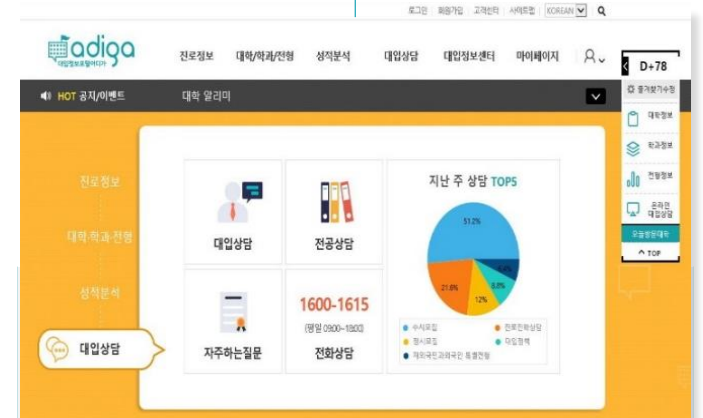 로그인 회원가입 고객센터 사이트맵 KOREAN
adiga
대입정보포털어디가
진로정보 대학/학과/전형 성적분석 대입상담 대입정보센터 마이페이지
HOT 공지/이벤트 대학 알리미
D+78
즐겨찾기수정
대학정보
학과정보
전형정보
온라인
대입상담
오늘방문대학
TOP
진로정보
대학·학과·전형
성적분석
대입상담
대입상담
전공상담
자주하는질문
1600-1615
(평일 09:00~18:00)
전화상담
지난 주 상담 TOP5
51.2%
21.8%
12%
8.8%
수시모집 진로진학상담
정시모집 대입정책
재외국민과외국인 특별전형